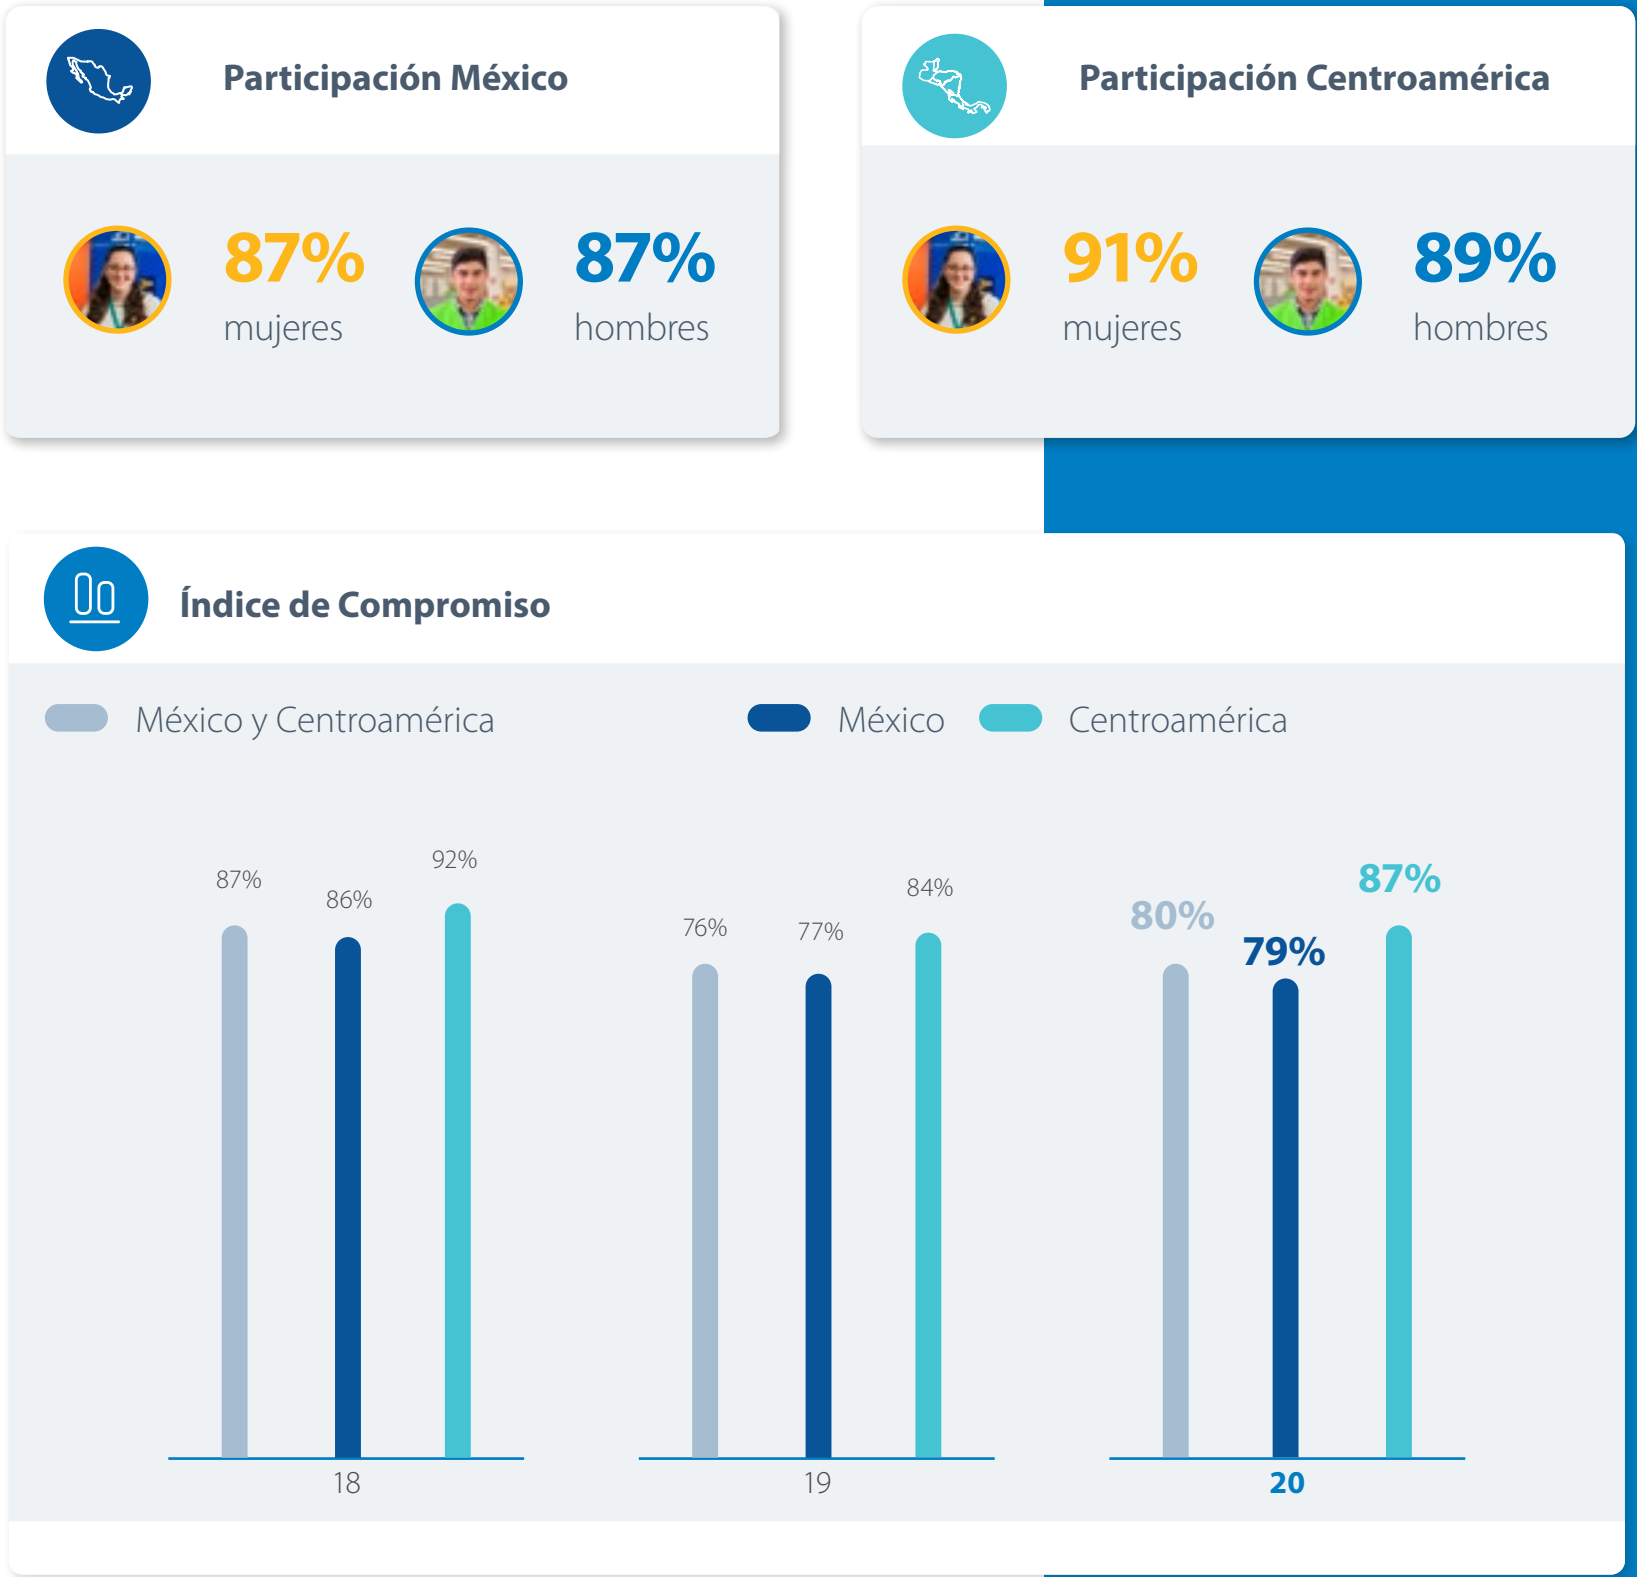 Participación México
87%
mujeres
87%
hombres
Participación Centroamérica
91%
mujeres
89%
hombres
Índice de Compromiso
México y Centroamérica
México
Centroamérica
87%
86%
92%
76%
77%
84%
80%
79%
87%
18
19
20